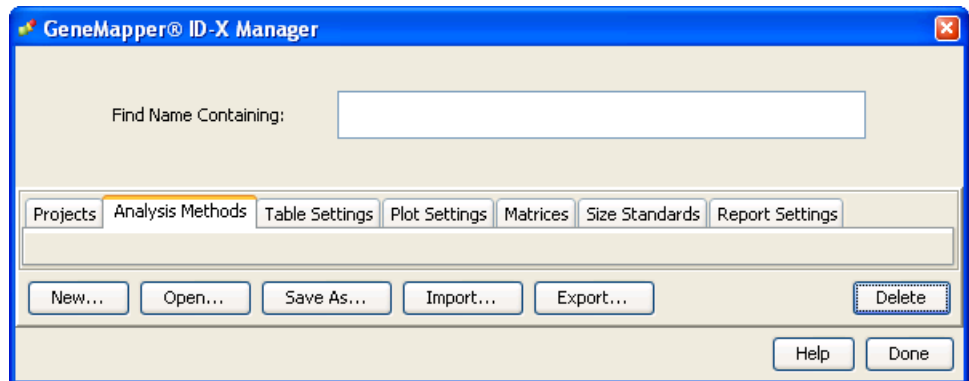 GeneMapper® ID-X Manager
Find Name Containing:
Projects Analysis Methods Table Settings Plot Settings Matrices Size Standards Report Settings
New... Open... Save As... Import... Export... Delete
Help Done